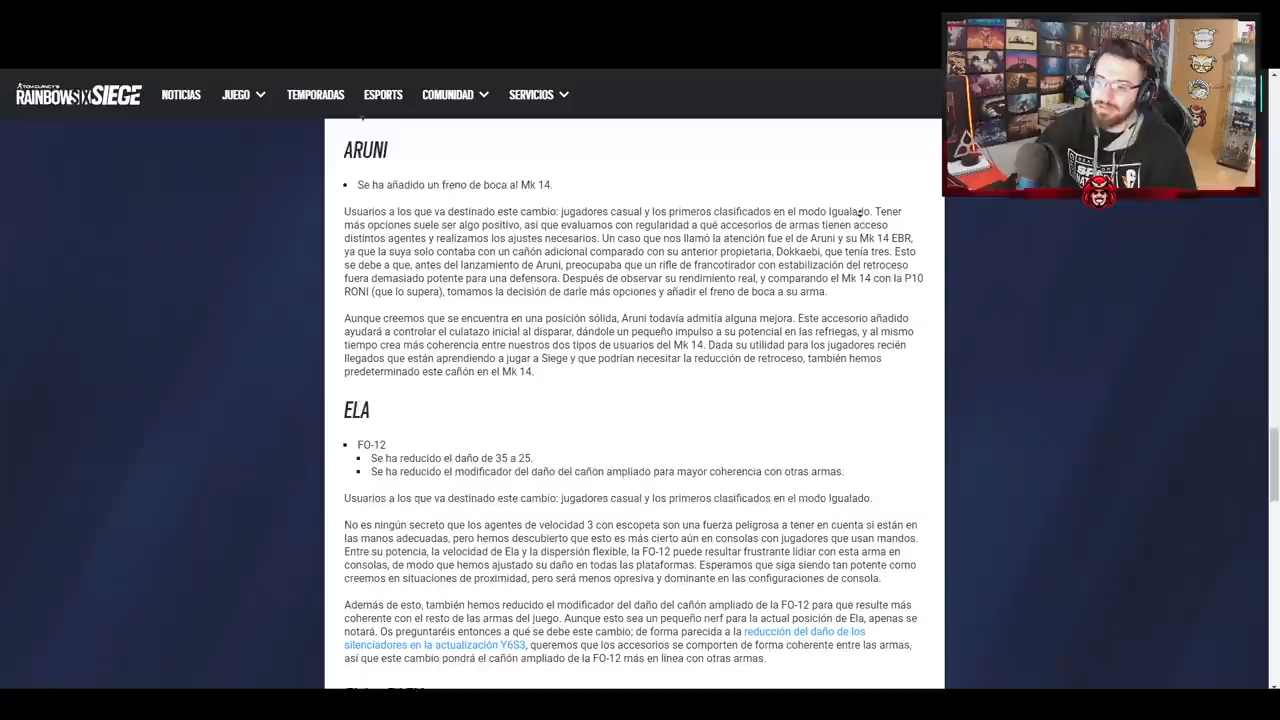 TOM CLANCY'S
RAINBOWSIX SIEGE
NOTICIAS
JUEGO
TEMPORADAS
ESPORTS
COMUNIDAD
SERVICIOS
ARUNI
Se ha añadido un freno de boca al Mk 14.
Usuarios a los que va destinado este cambio: jugadores casual y los primeros clasificados en el modo Igualado. Tener
más opciones suele ser algo positivo, así que evaluamos con regularidad a qué accesorios de armas tienen acceso
distintos agentes y realizamos los ajustes necesarios. Un caso que nos llamó la atención fue el de Aruni y su Mk 14 EBR,
ya que la suya solo contaba con un cañón adicional comparado con su anterior propietaria, Dokkaebi, que tenía tres. Esto
se debe a que, antes del lanzamiento de Aruni, preocupaba que un rifle de francotirador con estabilización del retroceso
fuera demasiado potente para una defensora. Después de observar su rendimiento real, y comparando el Mk 14 con la P10
RONI (que lo supera), tomamos la decisión de darle más opciones y añadir el freno de boca a su arma.
Aunque creemos que se encuentra en una posición sólida, Aruni todavía admitía alguna mejora. Este accesorio añadido
ayudará a controlar el culatazo inicial al disparar, dándole un pequeño impulso a su potencial en las refriegas, y al mismo
tiempo crea más coherencia entre nuestros dos tipos de usuarios del Mk 14. Dada su utilidad para los jugadores recién
llegados que están aprendiendo a jugar a Siege y que podrían necesitar la reducción de retroceso, también hemos
predeterminado este cañón en el Mk 14.
ELA
FO-12
Se ha reducido el daño de 35 a 25.
Se ha reducido el modificador del daño del cañón ampliado para mayor coherencia con otras armas.
Usuarios a los que va destinado este cambio: jugadores casual y los primeros clasificados en el modo Igualado.
No es ningún secreto que los agentes de velocidad 3 con escopeta son una fuerza peligrosa a tener en cuenta si están en
las manos adecuadas, pero hemos descubierto que esto es más cierto aún en consolas con jugadores que usan mandos.
Entre su potencia, la velocidad de Ela y la dispersión flexible, la FO-12 puede resultar frustrante lidiar con esta arma en
consolas, de modo que hemos ajustado su daño en todas las plataformas. Esperamos que siga siendo tan potente como
creemos en situaciones de proximidad, pero será menos opresiva y dominante en las configuraciones de consola.
Además de esto, también hemos reducido el modificador del daño del cañón ampliado de la FO-12 para que resulte más
coherente con el resto de las armas del juego. Aunque esto sea un pequeño nerf para la actual posición de Ela, apenas se
notará. Os preguntaréis entonces a qué se debe este cambio; de forma parecida a la reducción del daño de los
silenciadores en la actualización Y6S3, queremos que los accesorios se comporten de forma coherente entre las armas,
así que este cambio pondrá el cañón ampliado de la FO-12 más en línea con otras armas.